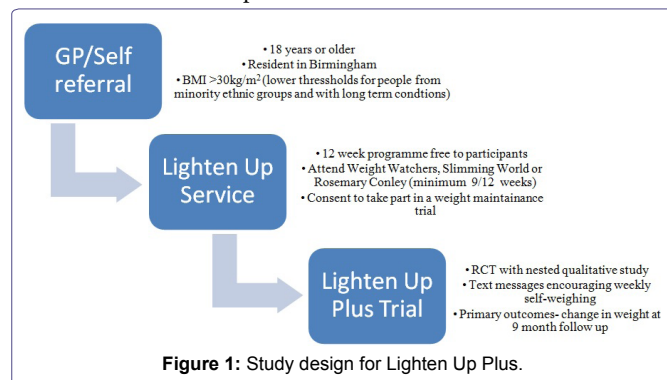 GP/Self
referral
• 18 years or older
• Resident in Birmingham
• BMI >30kg/m² (lower thresholds for people from
minority ethnic groups and with long term condtions)
Lighten Up
Service
• 12 week programme free to participants
• Attend Weight Watchers, Slimming World or
Rosemary Conley (minimum 9/12 weeks)
• Consent to take part in a weight maintainance
trial
Lighten Up
Plus Trial
• RCT with nested qualitative study
• Text messages encouraging weekly
self-weighing
• Primary outcomes- change in weight at
9 month follow up
Figure 1: Study design for Lighten Up Plus.